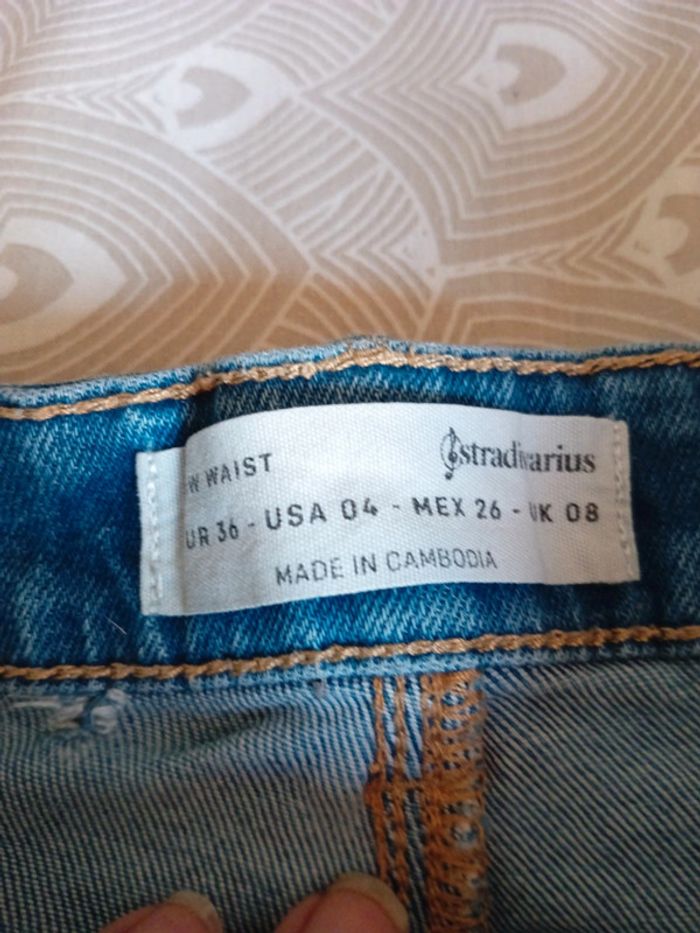 W WAIST stradivarius
UR 36 - USA 04 - MEX 26 - UK 08
MADE IN CAMBODIA